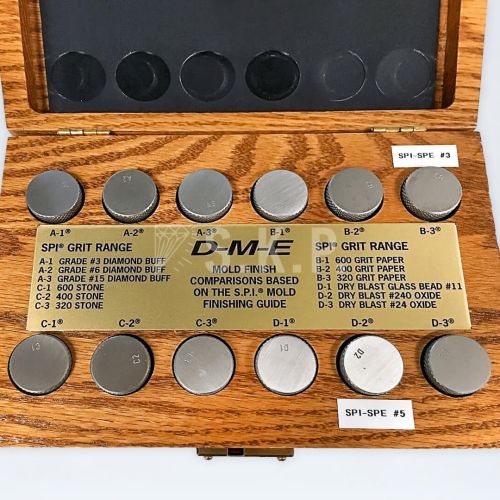 SPI-SPE #3
A-1® A-2® A-3® B-1® B-2® B-3®
SPI® GRIT RANGE
A-1 GRADE #3 DIAMOND BUFF
A-2 GRADE #6 DIAMOND BUFF
A-3 GRADE #15 DIAMOND BUFF
C-1 600 STONE
C-2 400 STONE
C-3 320 STONE
D-M-E
S.K.P
MOLD FINISH
COMPARISONS BASED
ON THE S.P.I.® MOLD
FINISHING GUIDE
SPI® GRIT RANGE
B-1 600 GRIT PAPER
B-2 400 GRIT PAPER
B-3 320 GRIT PAPER
D-1 DRY BLAST GLASS BEAD #11
D-2 DRY BLAST #240 OXIDE
D-3 DRY BLAST #24 OXIDE
C-1® C-2® C-3® D-1® D-2® D-3®
C1
D1
D2
SPI-SPE #5